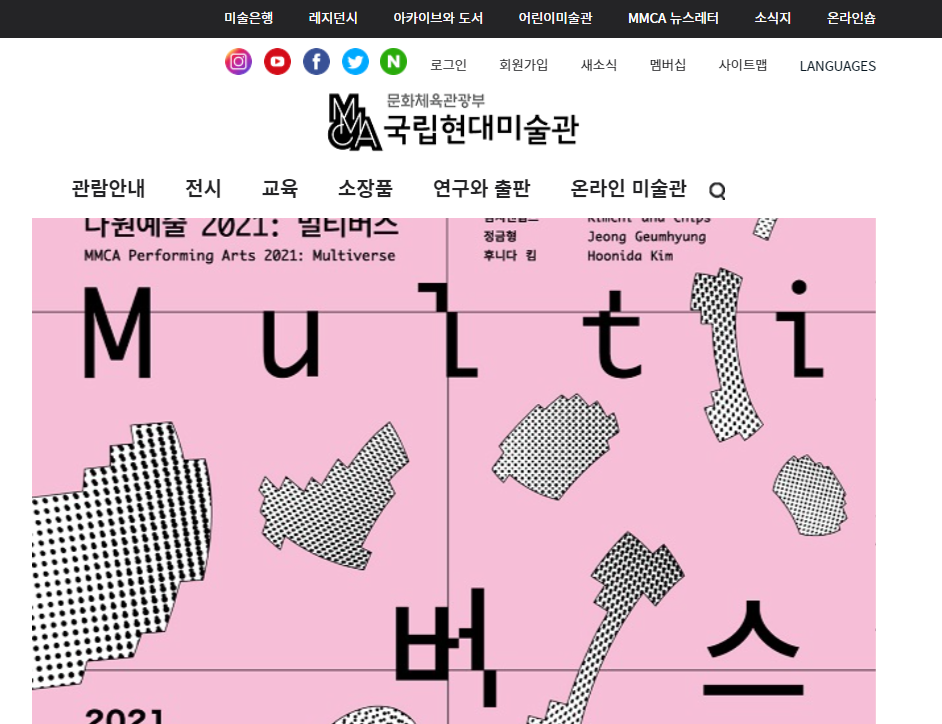 미술은행 레지던시 아카이브와 도서 어린이미술관 MMCA 뉴스레터 소식지 온라인숍
로그인 회원가입 새소식 멤버십 사이트맵 LANGUAGES
문화체육관광부
MMCA 국립현대미술관
관람안내 전시 교육 소장품 연구와 출판 온라인 미술관
다원예술 2021: 멀티버스
MMCA Performing Arts 2021: Multiverse
Kimchi and Chips
정금형 Jeong Geumhyung
후니다 킴 Hoonida Kim
Multi
버스
2021